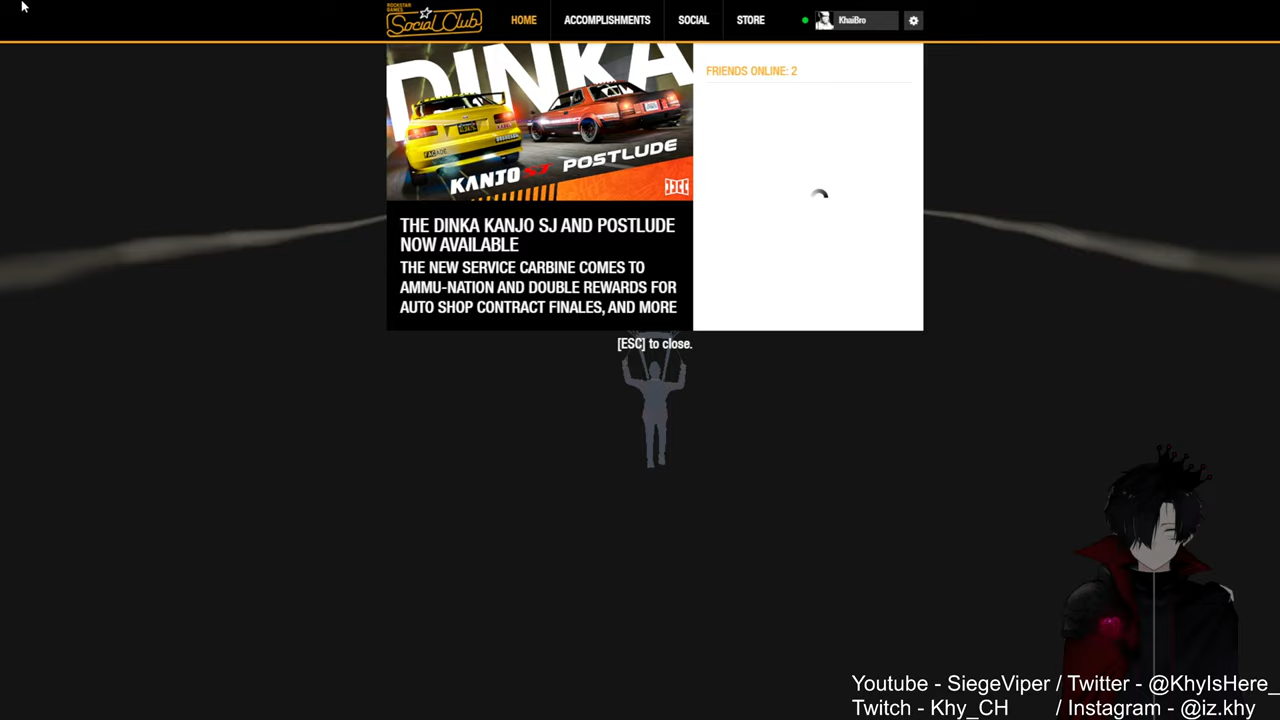 ROCKSTAR
GAMES
Social Club
HOME
ACCOMPLISHMENTS
SOCIAL
STORE
KhaiBro
DINKA
KANJO SJ
POSTLUDE
FRIENDS ONLINE: 2
THE DINKA KANJO SJ AND POSTLUDE
NOW AVAILABLE
THE NEW SERVICE CARBINE COMES TO
AMMU-NATION AND DOUBLE REWARDS FOR
AUTO SHOP CONTRACT FINALES, AND MORE
[ESC] to close.
Youtube - SiegeViper / Twitter - @KhyIsHere_
Twitch - Khy_CH / Instagram - @iz.khy